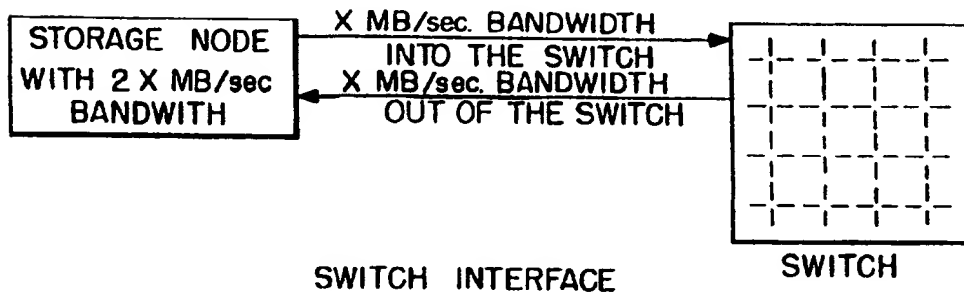 STORAGE NODE
WITH 2 X MB/sec
BANDWITH
X MB/sec. BANDWIDTH
INTO THE SWITCH
X MB/sec. BANDWIDTH
OUT OF THE SWITCH
SWITCH
SWITCH INTERFACE